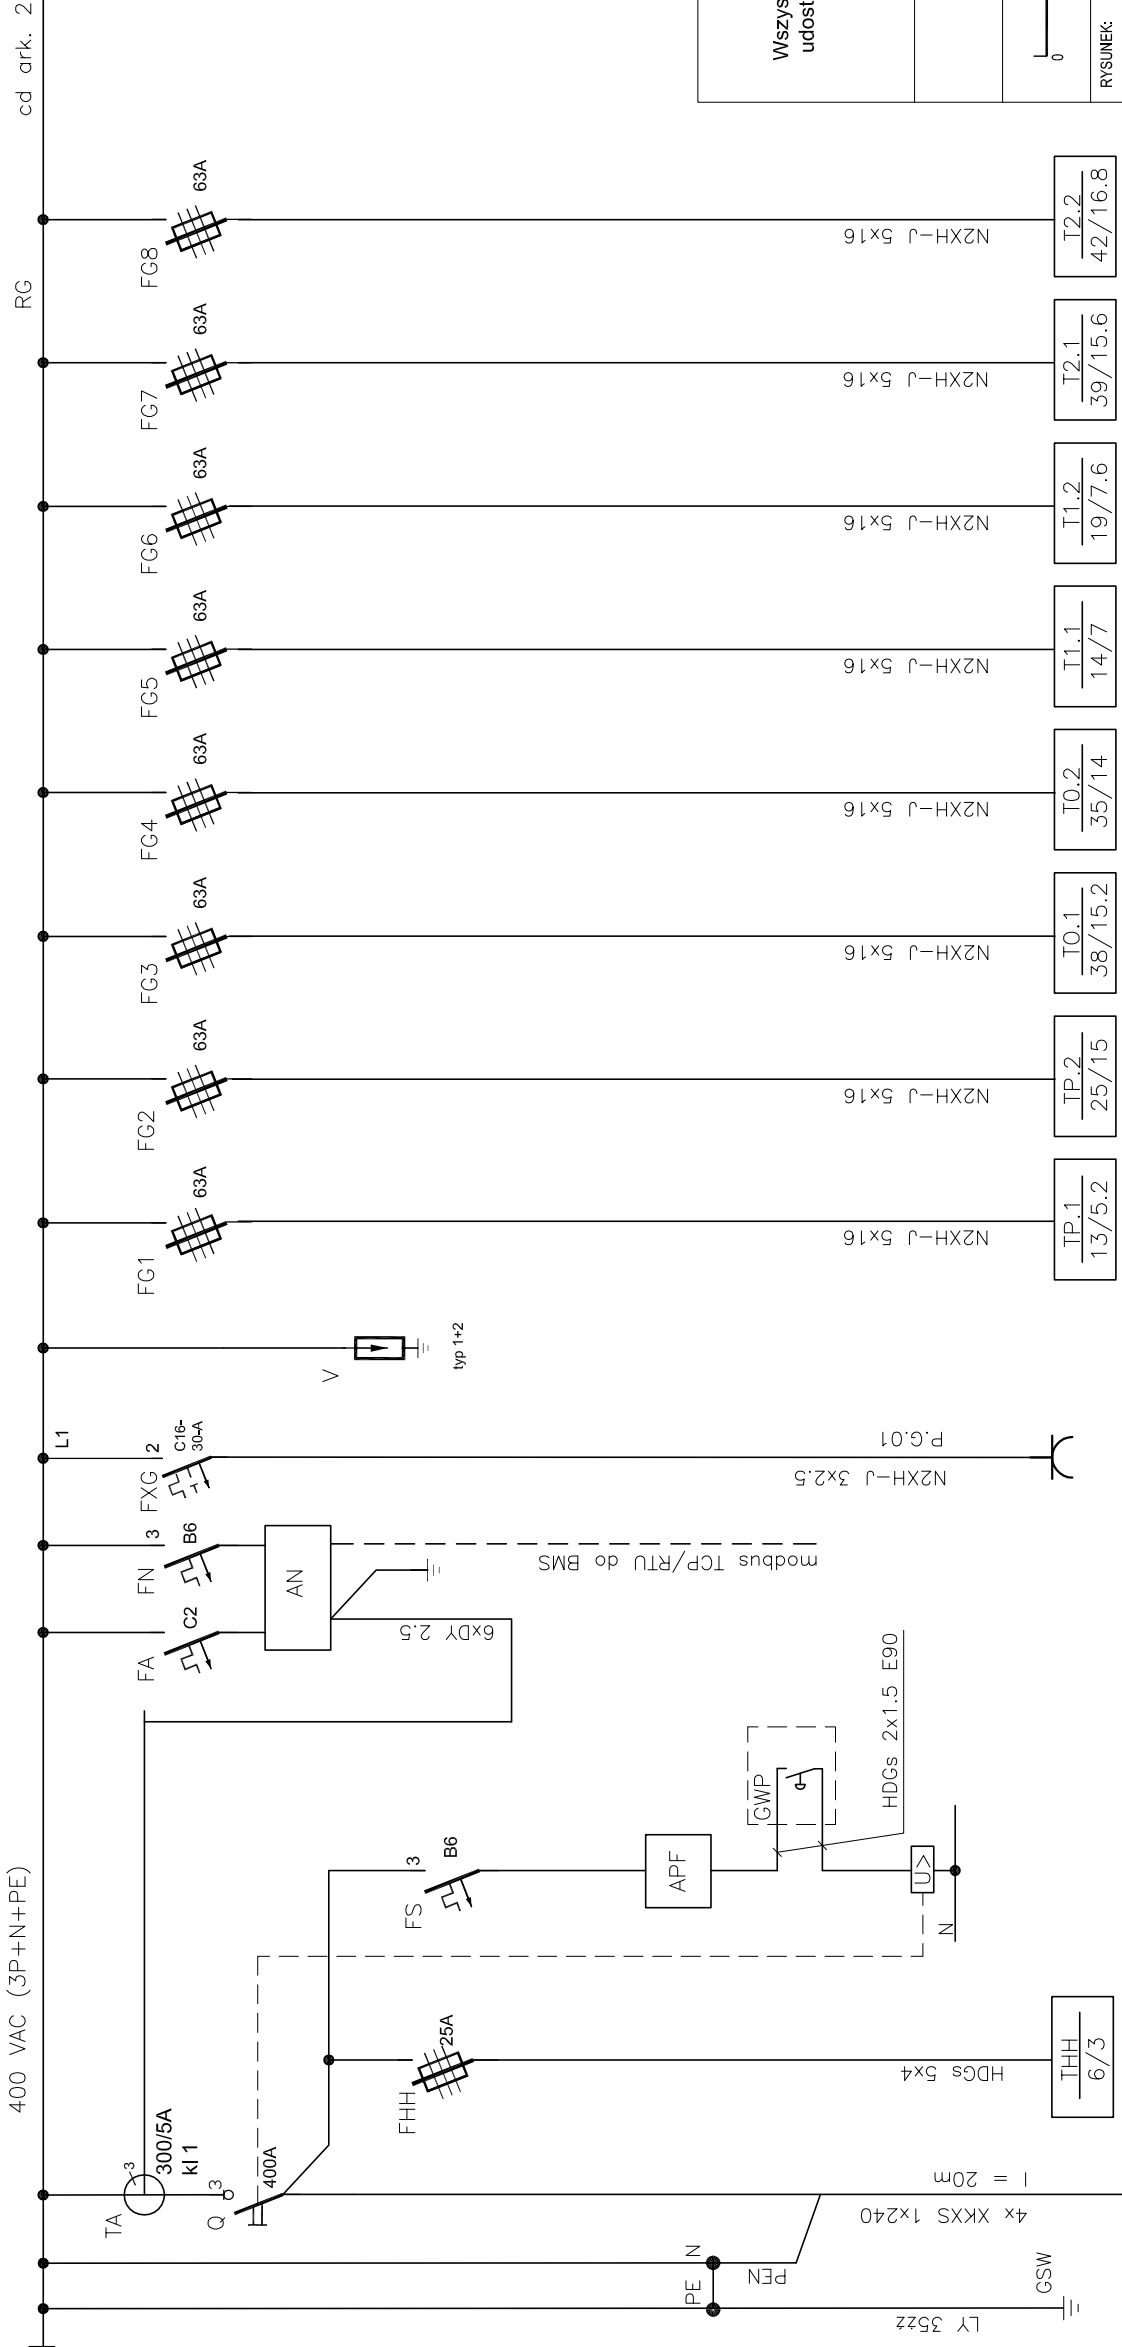 400 VAC (3P+N+PE)
RG
cd ark. 2
TA
3
300/5A
kl 1
Q
3
400A
PE
N
PEN
LY 35żż
GSW
4x XKXS 1x240
l = 20m
FHH
25A
HDGs 5x4
THH
6/3
FS
3
B6
APF
GWP
HDGs 2x1.5 E90
U>
N
FA
C2
FN
3
B6
AN
6xDY 2.5
modbus TCP/RTU do BMS
L1
FXG
2
C16-
30-A
N2XH-J 3x2.5
P.G.01
V
typ 1+2
FG1
63A
N2XH-J 5x16
TP.1
13/5.2
FG2
63A
N2XH-J 5x16
TP.2
25/15
FG3
63A
N2XH-J 5x16
T0.1
38/15.2
FG4
63A
N2XH-J 5x16
T0.2
35/14
FG5
63A
N2XH-J 5x16
T1.1
14/7
FG6
63A
N2XH-J 5x16
T1.2
19/7.6
FG7
63A
N2XH-J 5x16
T2.1
39/15.6
FG8
63A
N2XH-J 5x16
T2.2
42/16.8
Wszys
udost
0
RYSUNEK: